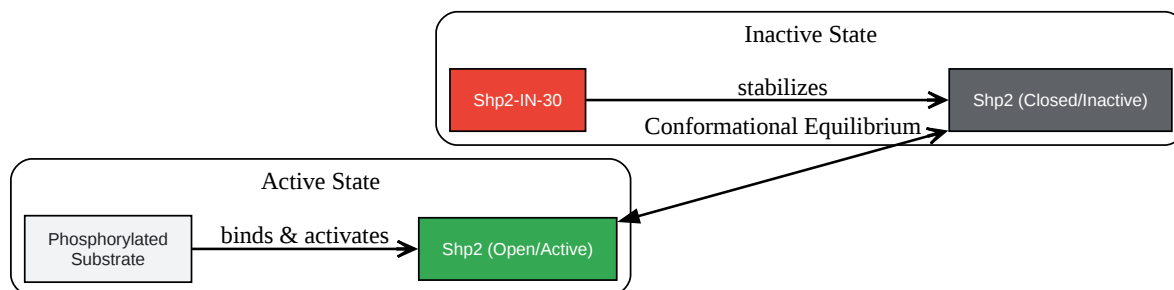 Inactive State
Shp2-IN-30
stabilizes
Shp2 (Closed/Inactive)
Conformational Equilibrium
Active State
Phosphorylated
Substrate
binds & activates
Shp2 (Open/Active)